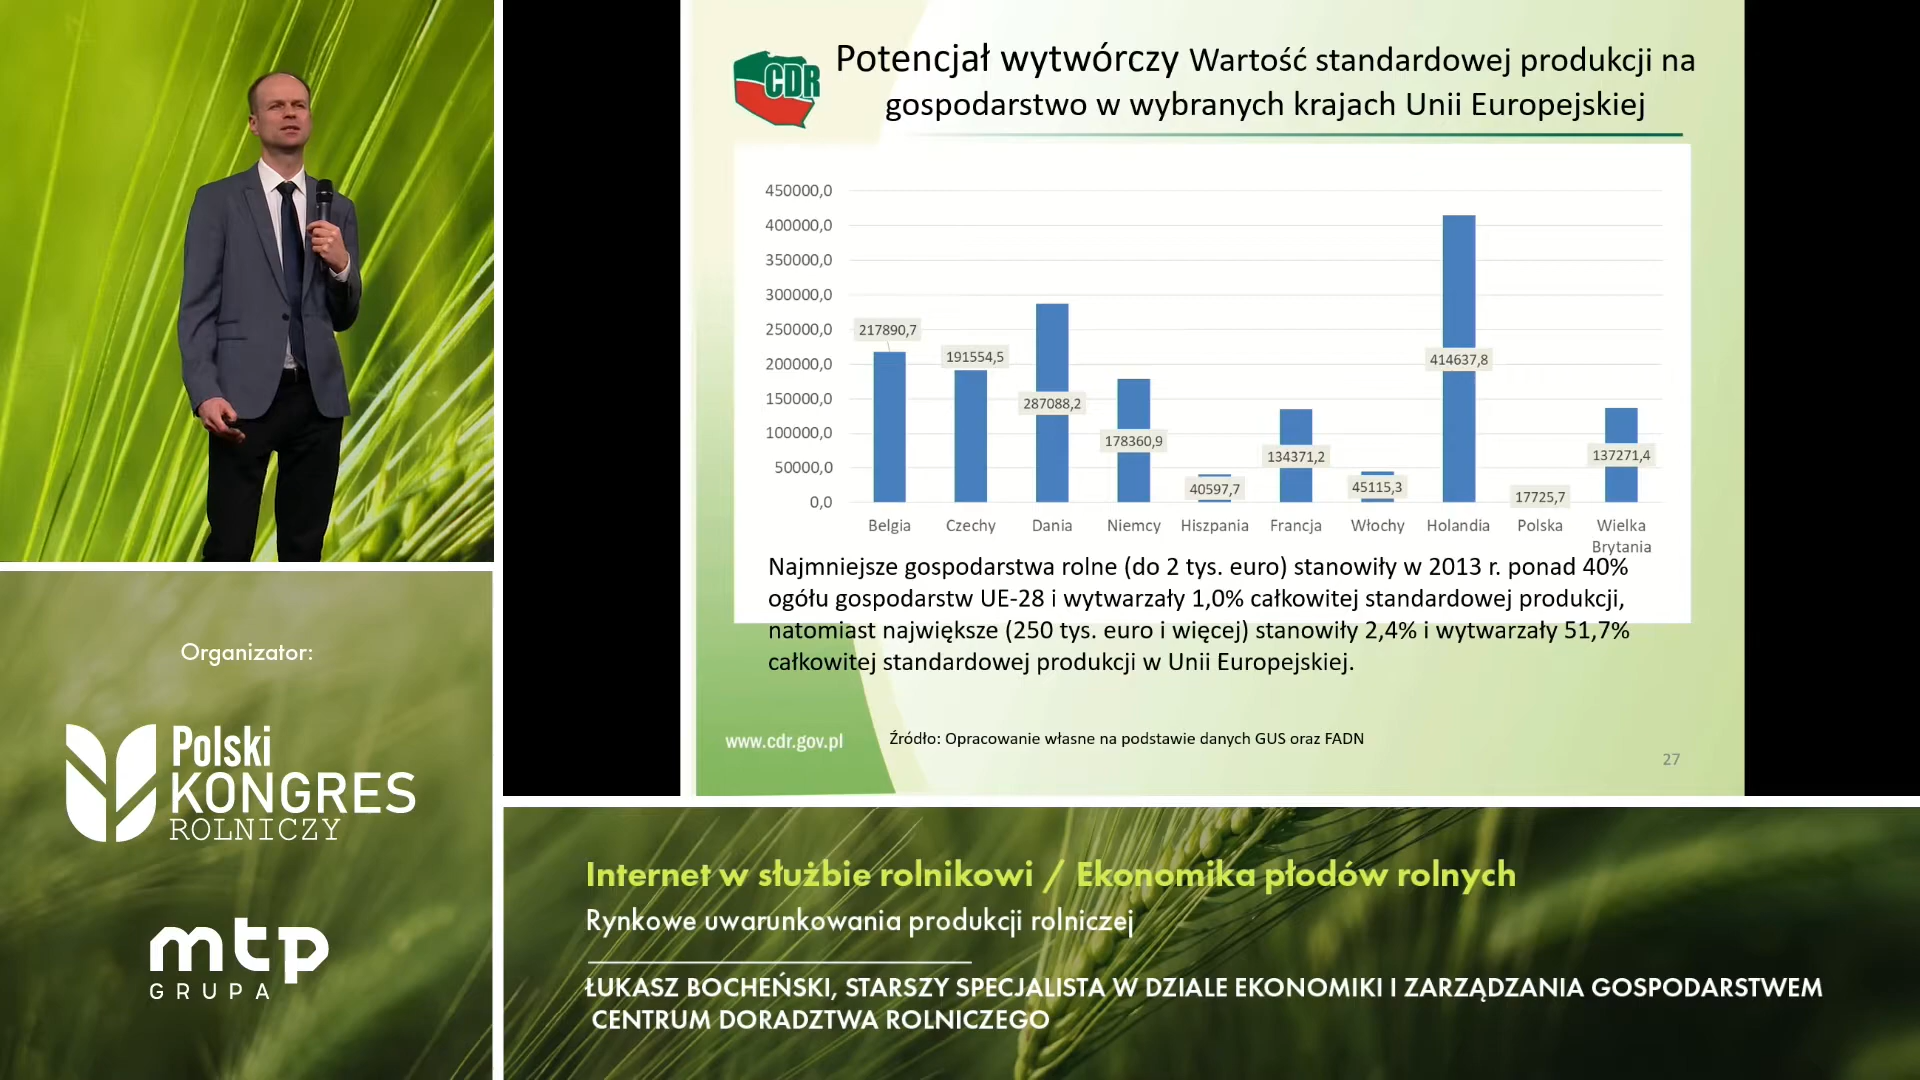 CDR
Potencjał wytwórczy Wartość standardowej produkcji na
gospodarstwo w wybranych krajach Unii Europejskiej
450000,0
400000,0
350000,0
300000,0
250000,0
200000,0
150000,0
100000,0
50000,0
0,0
217890,7
191554,5
287088,2
178360,9
40597,7
134371,2
45115,3
414637,8
17725,7
137271,4
Belgia
Czechy
Dania
Niemcy
Hiszpania
Francja
Włochy
Holandia
Polska
Wielka
Brytania
Najmniejsze gospodarstwa rolne (do 2 tys. euro) stanowiły w 2013 r. ponad 40%
ogółu gospodarstw UE-28 i wytwarzały 1,0% całkowitej standardowej produkcji,
natomiast największe (250 tys. euro i więcej) stanowiły 2,4% i wytwarzały 51,7%
całkowitej standardowej produkcji w Unii Europejskiej.
www.cdr.gov.pl
Źródło: Opracowanie własne na podstawie danych GUS oraz FADN
27
Organizator:
Polski
KONGRES
ROLNICZY
mtp
GRUPA
Internet w służbie rolnikowi / Ekonomika płodów rolnych
Rynkowe uwarunkowania produkcji rolniczej
ŁUKASZ BOCHEŃSKI, STARSZY SPECJALISTA W DZIALE EKONOMIKI I ZARZĄDZANIA GOSPODARSTWEM
CENTRUM DORADZTWA ROLNICZEGO